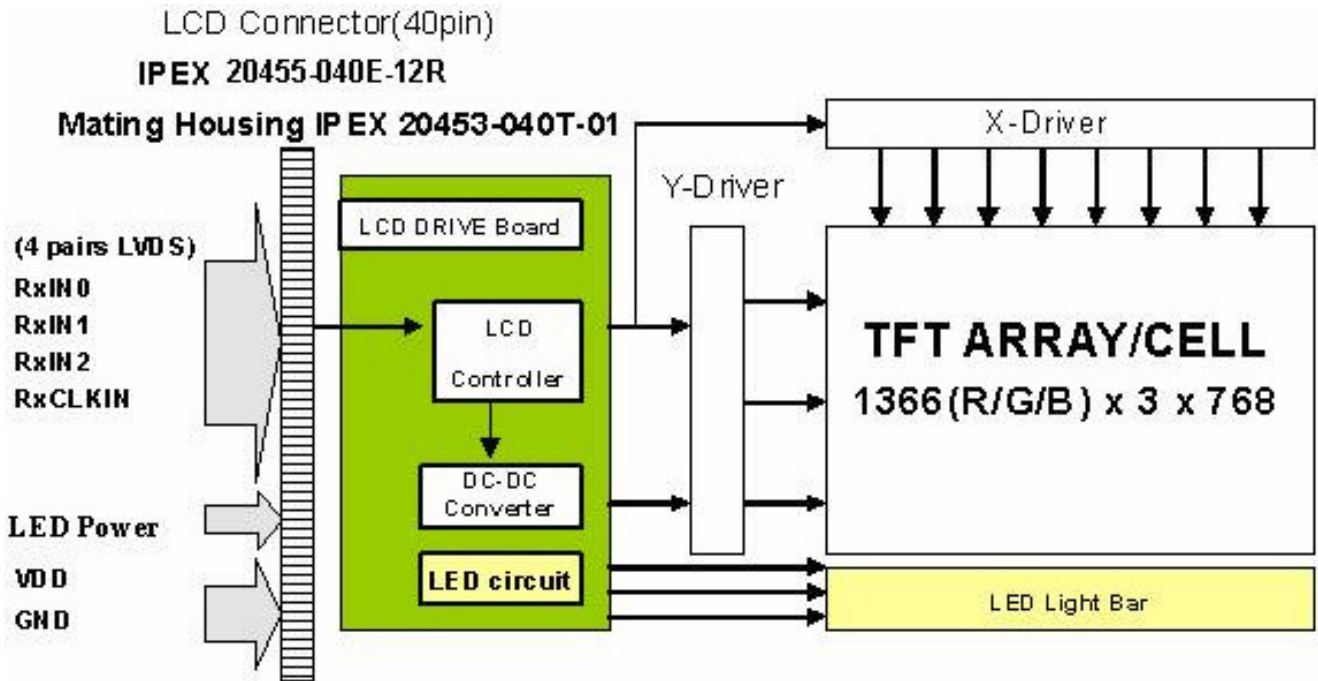 LCD Connector(40pin)
IPEX 20455-040E-12R
Mating Housing IPEX 20453-040T-01
X-Driver
Y-Driver
LCD DRIVE Board
(4 pairs LVDS)
RxIN0
RxIN1
RxIN2
RxCLKIN
LCD
Controller
TFT ARRAY/CELL
1366(R/G/B) x 3 x 768
DC-DC
Converter
LED Power
VDD
GND
LED circuit
LED Light Bar